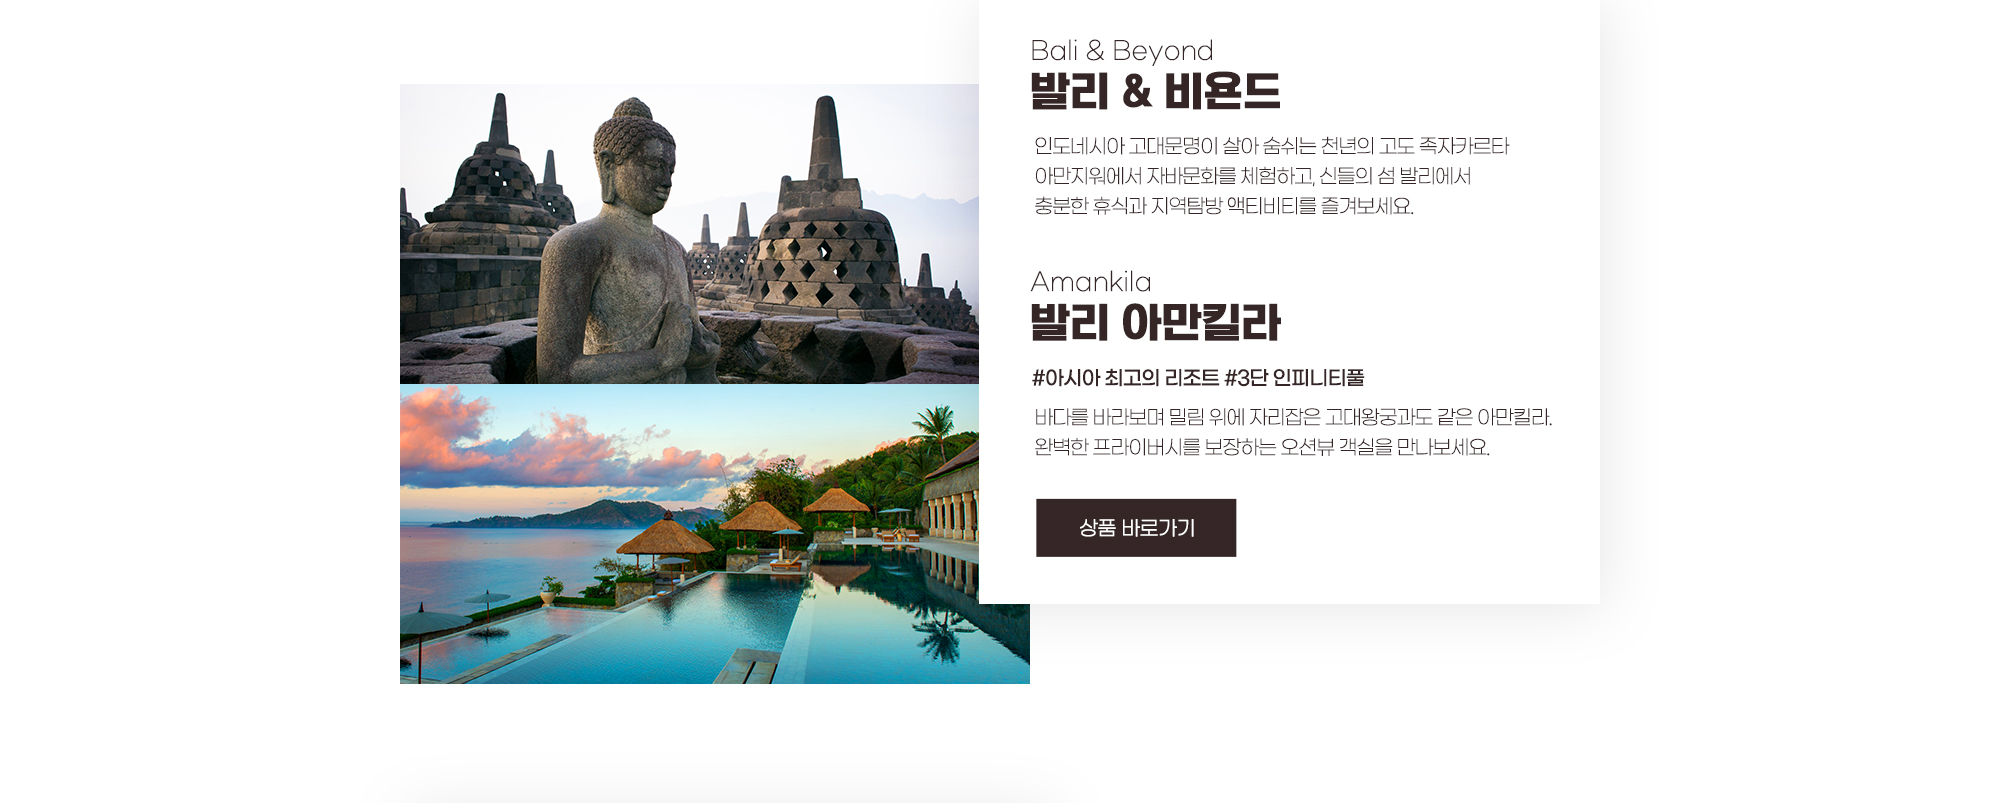 Bali & Beyond
발리 & 비욘드
인도네시아 고대문명이 살아 숨쉬는 천년의 고도 족자카르타
아만지워에서 자바문화를 체험하고, 신들의 섬 발리에서
충분한 휴식과 지역탐방 액티비티를 즐겨보세요.
Amankila
발리 아만킬라
#아시아 최고의 리조트 #3단 인피니티풀
바다를 바라보며 밀림 위에 자리잡은 고대왕궁과도 같은 아만킬라.
완벽한 프라이버시를 보장하는 오션뷰 객실을 만나보세요.
상품 바로가기